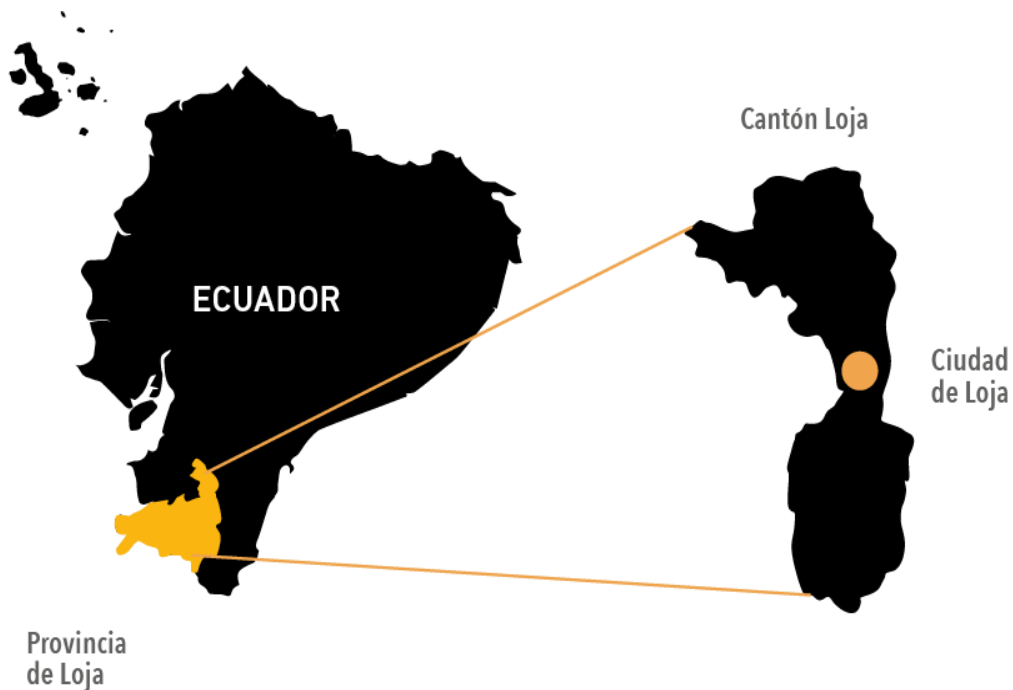 Cantón Loja
ECUADOR
Ciudad
de Loja
Provincia
de Loja